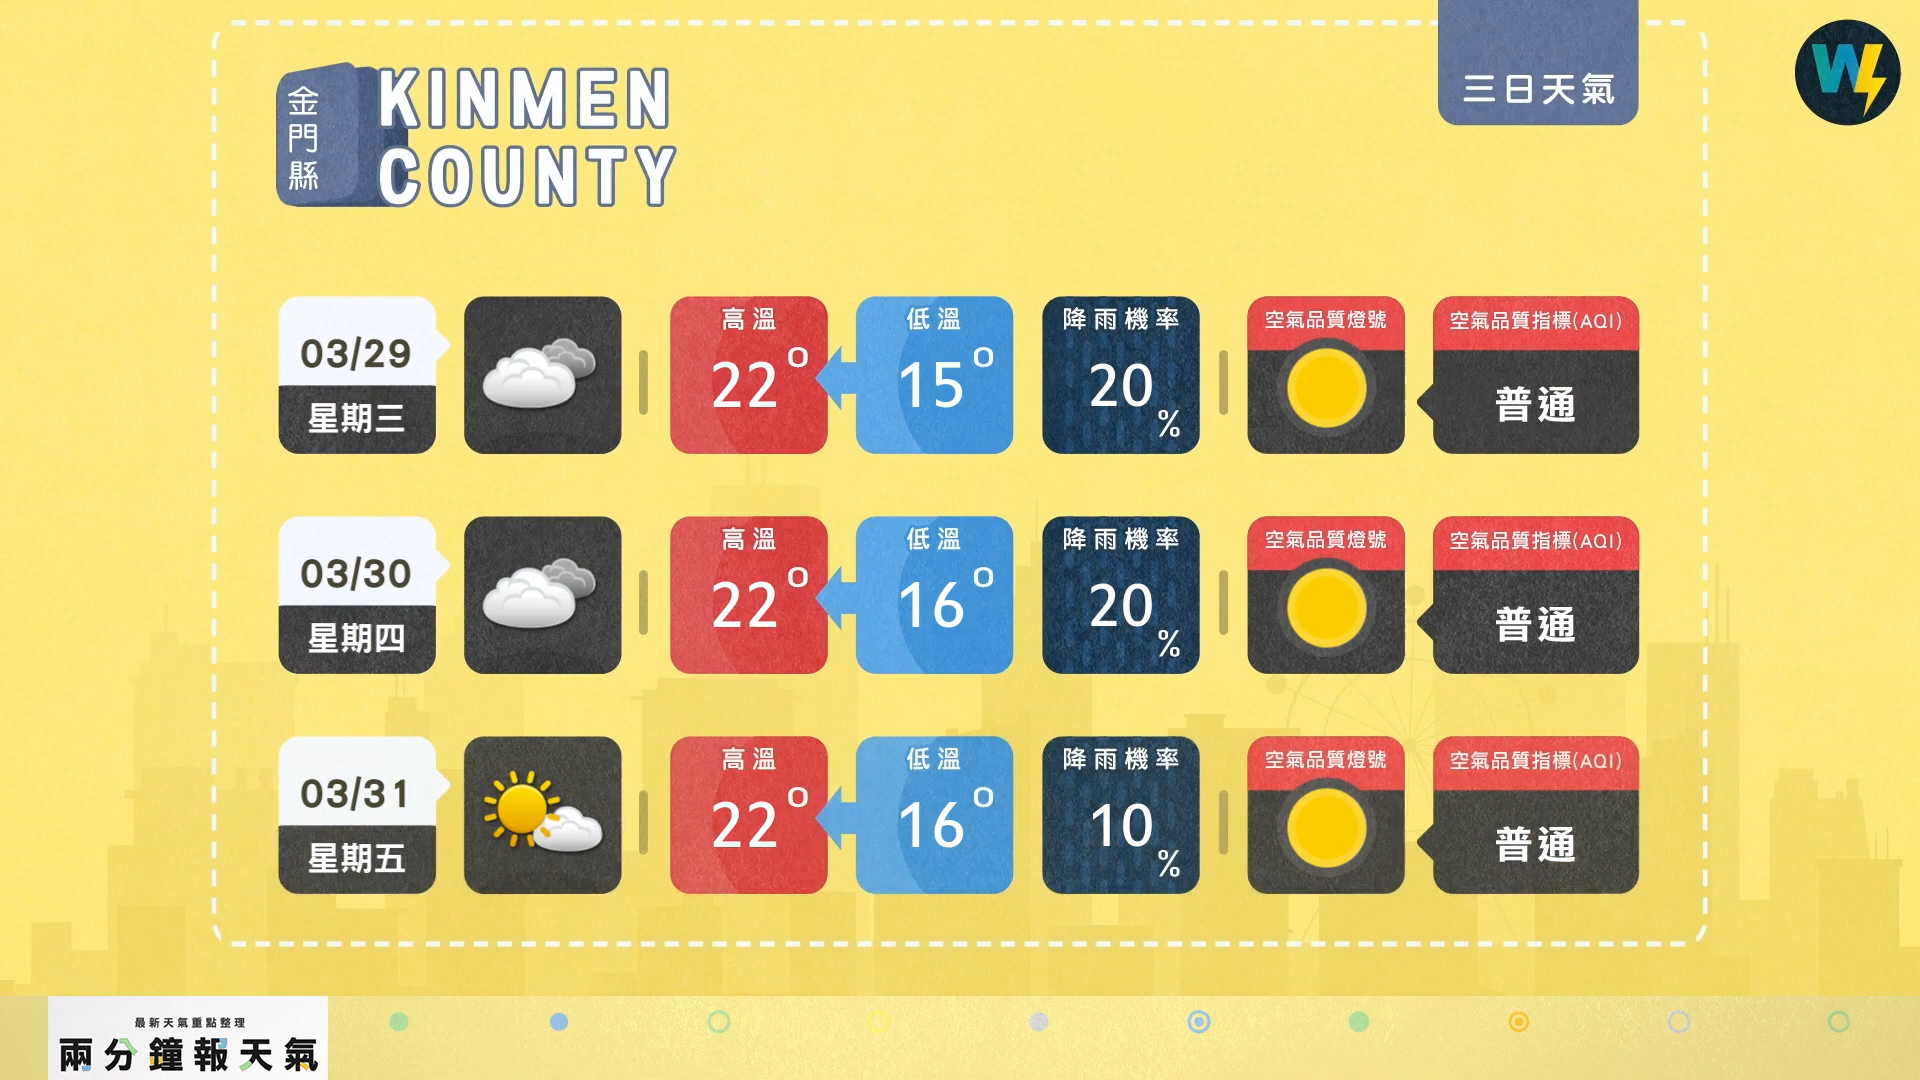 金門縣
KINMEN
COUNTY
三日天氣
W
03/29
星期三
高溫
22°
低溫
15°
降雨機率
20%
空氣品質燈號
空氣品質指標(AQI)
普通
03/30
星期四
高溫
22°
低溫
16°
降雨機率
20%
空氣品質燈號
空氣品質指標(AQI)
普通
03/31
星期五
高溫
22°
低溫
16°
降雨機率
10%
空氣品質燈號
空氣品質指標(AQI)
普通
最新天氣重點整理
兩分鐘報天氣